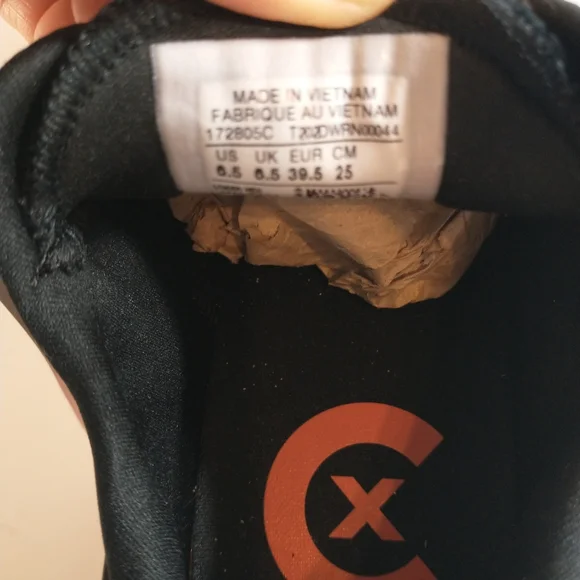 MADE IN VIETNAM
FABRIQUE AU VIETNAM
172805C T202DWRN00044
US UK EUR CM
6.5 6.5 39.5 25
CX